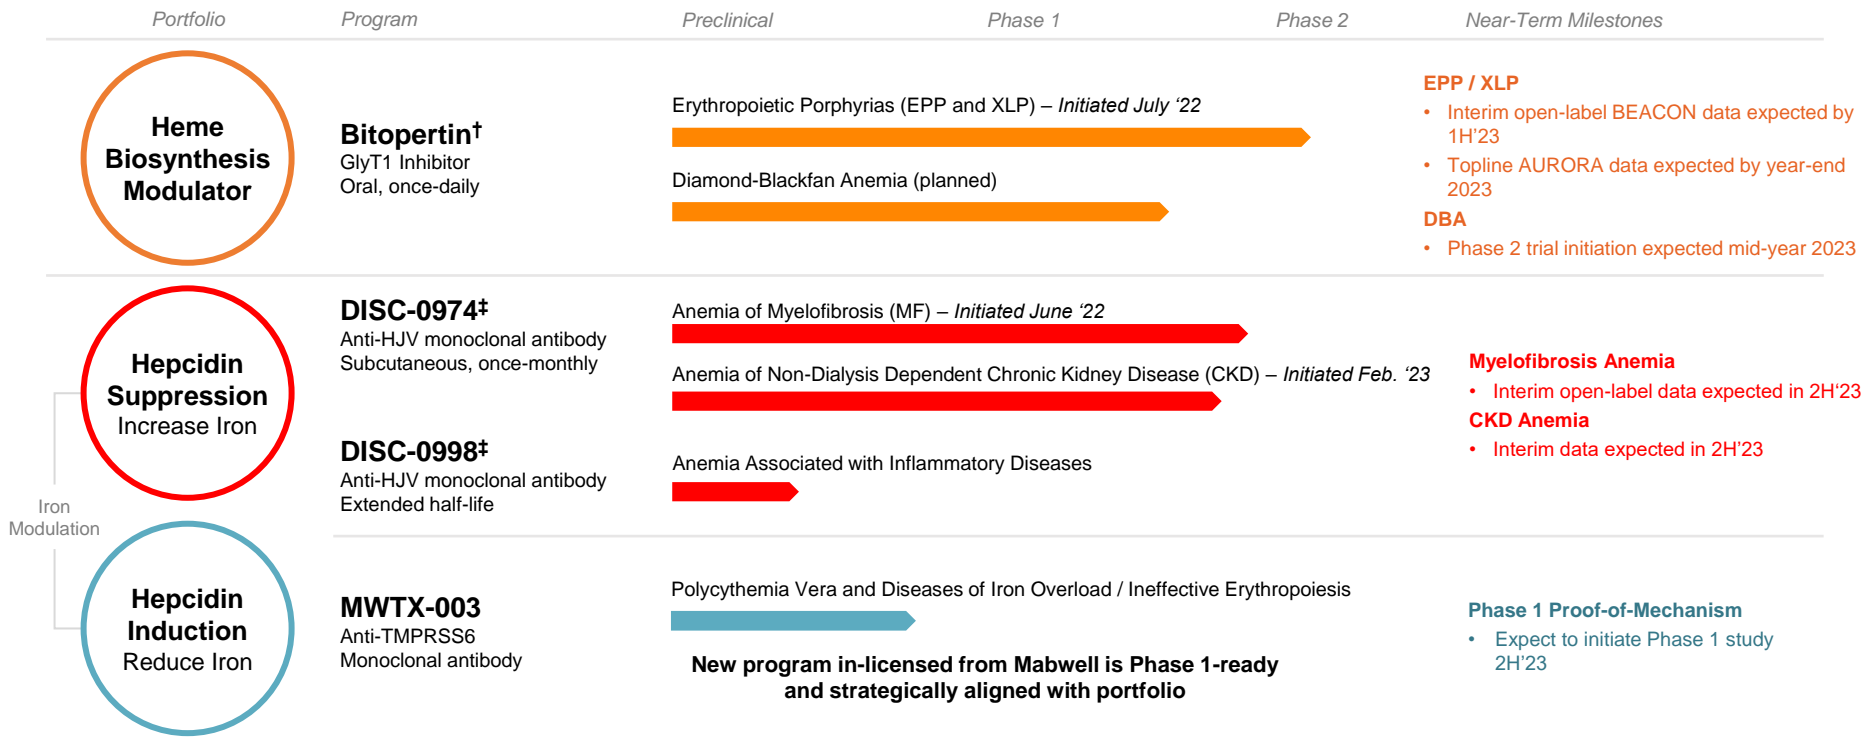 Portfolio
Program
Preclinical
Phase 1
Phase 2
Near-Term Milestones
Heme
Biosynthesis
Modulator
Bitopertin†
GlyT1 Inhibitor
Oral, once-daily
Erythropoietic Porphyrias (EPP and XLP) – Initiated July ‘22
Diamond-Blackfan Anemia (planned)
EPP / XLP
• Interim open-label BEACON data expected by
1H’23
• Topline AURORA data expected by year-end
2023
DBA
• Phase 2 trial initiation expected mid-year 2023
Hepcidin
Suppression
Increase Iron
DISC-0974‡
Anti-HJV monoclonal antibody
Subcutaneous, once-monthly
Anemia of Myelofibrosis (MF) – Initiated June ‘22
Anemia of Non-Dialysis Dependent Chronic Kidney Disease (CKD) – Initiated Feb. ‘23
DISC-0998‡
Anti-HJV monoclonal antibody
Extended half-life
Anemia Associated with Inflammatory Diseases
Myelofibrosis Anemia
• Interim open-label data expected in 2H‘23
CKD Anemia
• Interim data expected in 2H’23
Iron
Modulation
Hepcidin
Induction
Reduce Iron
MWTX-003
Anti-TMPRSS6
Monoclonal antibody
Polycythemia Vera and Diseases of Iron Overload / Ineffective Erythropoiesis
New program in-licensed from Mabwell is Phase 1-ready
and strategically aligned with portfolio
Phase 1 Proof-of-Mechanism
• Expect to initiate Phase 1 study
2H’23